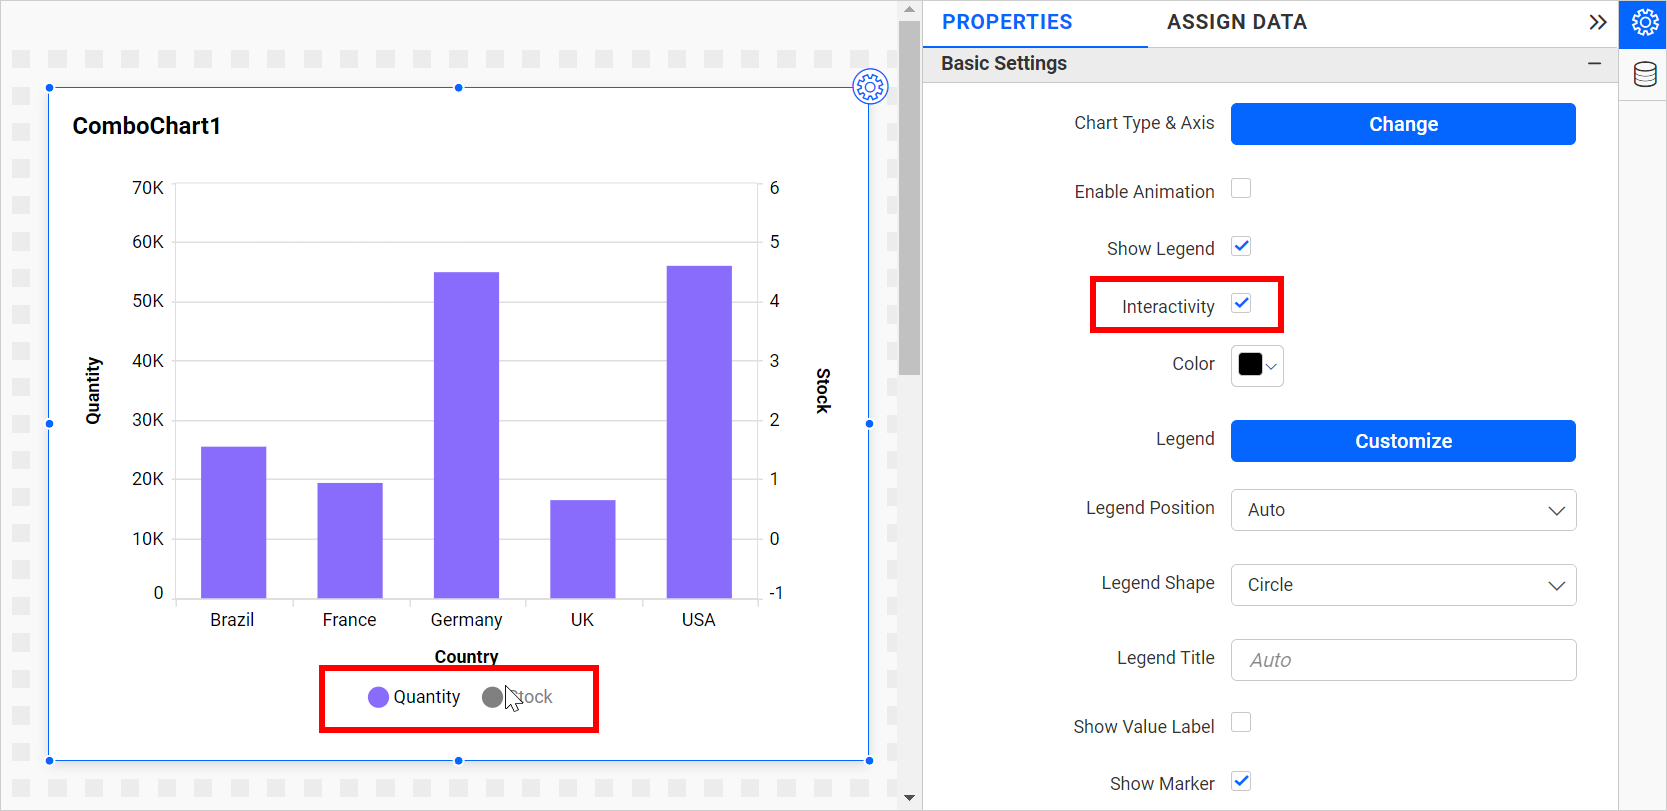 ComboChart1
70K
60K
50K
40K
30K
20K
10K
0
Quantity
6
5
4
3
2
1
0
-1
Stock
Brazil France Germany UK USA
Country
Quantity Stock
PROPERTIES ASSIGN DATA
Basic Settings
Chart Type & Axis Change
Enable Animation
Show Legend
Interactivity
Color
Legend Customize
Legend Position Auto
Legend Shape Circle
Legend Title Auto
Show Value Label
Show Marker